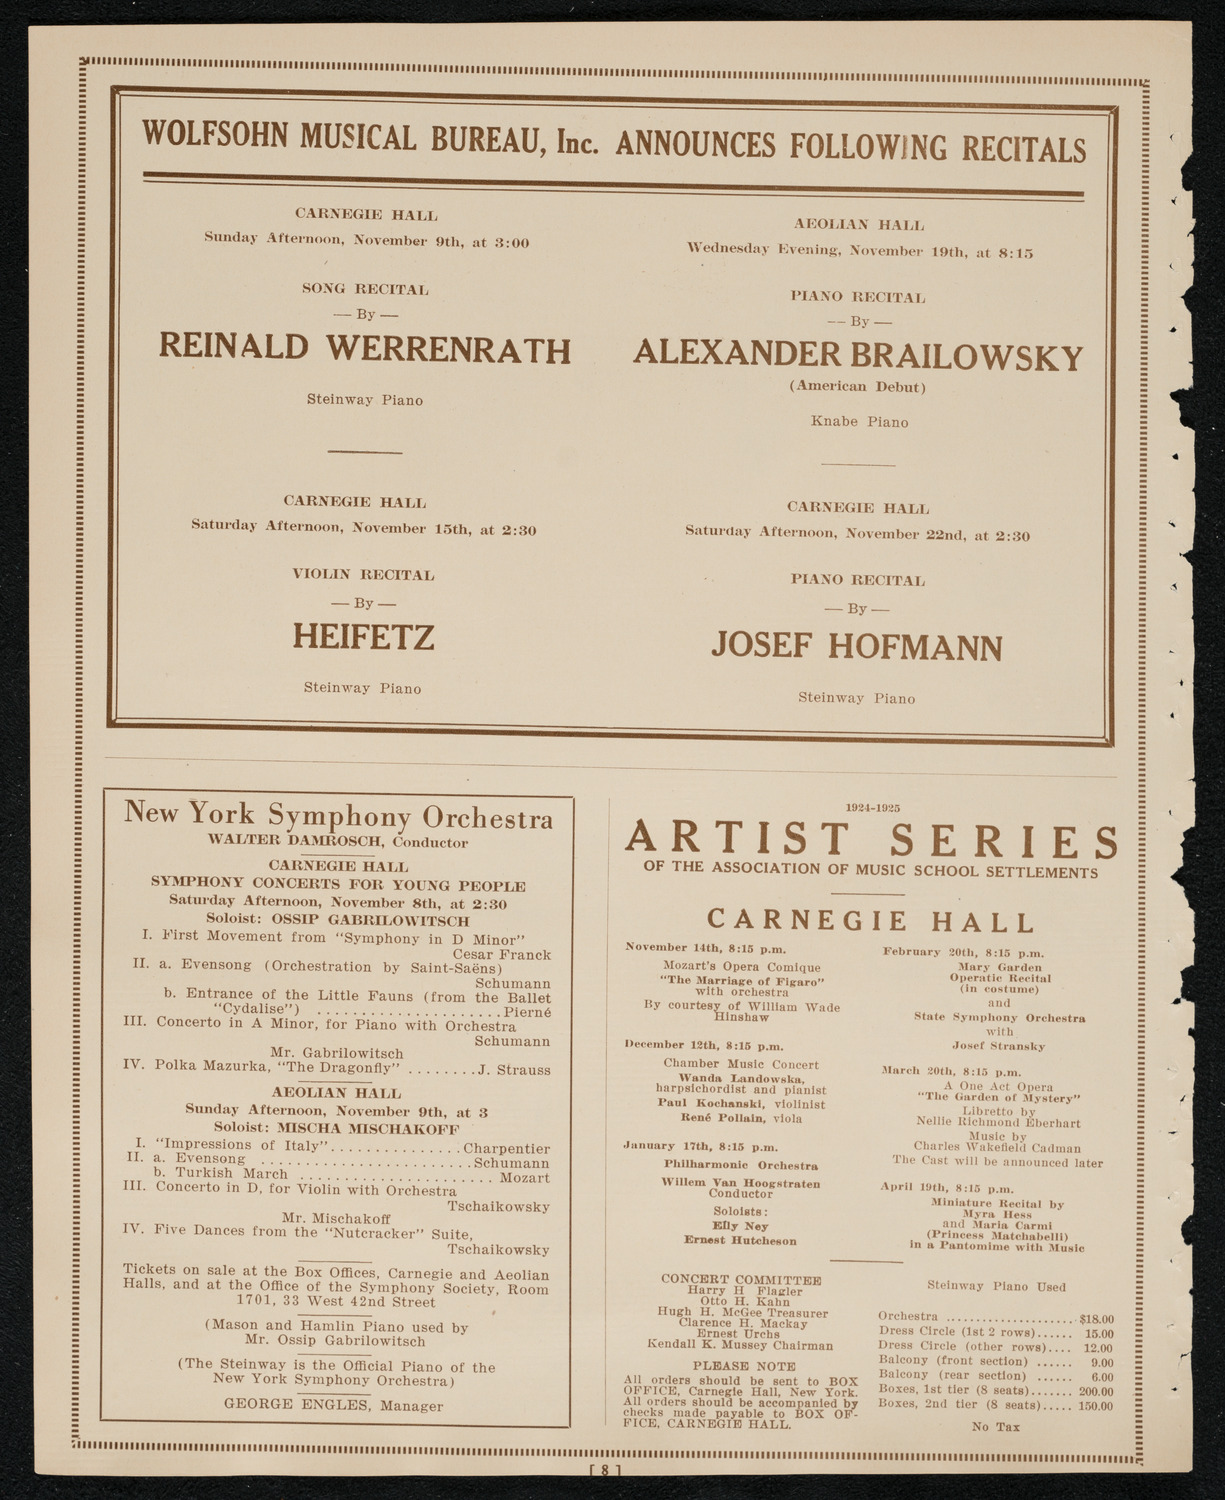 WOLFSOHN MUSICAL BUREAU, Inc. ANNOUNCES FOLLOWING RECITALS
CARNEGIE HALL
Sunday Afternoon, November 9th, at 3:00
SONG RECITAL
— By —
REINALD WERRENRATH
Steinway Piano
CARNEGIE HALL
Saturday Afternoon, November 15th, at 2:30
VIOLIN RECITAL
— By —
HEIFETZ
Steinway Piano
AEOLIAN HALL
Wednesday Evening, November 19th, at 8:15
PIANO RECITAL
— By —
ALEXANDER BRAILOWSKY
(American Debut)
Knabe Piano
CARNEGIE HALL
Saturday Afternoon, November 22nd, at 2:30
PIANO RECITAL
— By —
JOSEF HOFMANN
Steinway Piano
New York Symphony Orchestra
WALTER DAMROSCH, Conductor
CARNEGIE HALL
SYMPHONY CONCERTS FOR YOUNG PEOPLE
Saturday Afternoon, November 8th, at 2:30
Soloist: OSSIP GABRILOWITSCH
I. First Movement from "Symphony in D Minor"
Cesar Franck
II. a. Evensong (Orchestration by Saint-Saëns)
Schumann
b. Entrance of the Little Fauns (from the Ballet
"Cydalise") ....................Pierné
III. Concerto in A Minor, for Piano with Orchestra
Schumann
Mr. Gabrilowitsch
IV. Polka Mazurka, "The Dragonfly" ........J. Strauss
AEOLIAN HALL
Sunday Afternoon, November 9th, at 3
Soloist: MISCHA MISCHAKOFF
I. "Impressions of Italy"...............Charpentier
II. a. Evensong ........................Schumann
b. Turkish March ...................... Mozart
III. Concerto in D, for Violin with Orchestra
Tschaikowsky
Mr. Mischakoff
IV. Five Dances from the "Nutcracker" Suite,
Tschaikowsky
Tickets on sale at the Box Offices, Carnegie and Aeolian
Halls, and at the Office of the Symphony Society, Room
1701, 33 West 42nd Street
(Mason and Hamlin Piano used by
Mr. Ossip Gabrilowitsch
(The Steinway is the Official Piano of the
New York Symphony Orchestra)
GEORGE ENGLES, Manager
1924-1925
ARTIST SERIES
OF THE ASSOCIATION OF MUSIC SCHOOL SETTLEMENTS
CARNEGIE HALL
November 14th, 8:15 p.m.
Mozart's Opera Comique
"The Marriage of Figaro"
with orchestra
By courtesy of William Wade
Hinshaw
December 12th, 8:15 p.m.
Chamber Music Concert
Wanda Landowska,
harpsichordist and pianist
Paul Kochanski, violinist
René Pollain, viola
January 17th, 8:15 p.m.
Philharmonic Orchestra
Willem Van Hoogstraten
Conductor
Soloists:
Elly Ney
Ernest Hutcheson
February 20th, 8:15 p.m.
Mary Garden
Operatic Recital
(in costume)
and
State Symphony Orchestra
with
Josef Stransky
March 20th, 8:15 p.m.
A One Act Opera
"The Garden of Mystery"
Libretto by
Nellie Richmond Eberhart
Music by
Charles Wakefield Cadman
The Cast will be announced later
April 19th, 8:15 p.m.
Miniature Recital by
Myra Hess
and Maria Carmi
(Princess Matchabelli)
in a Pantomime with Music
CONCERT COMMITTEE
Harry H Flagler
Otto H. Kahn
Hugh H. McGee Treasurer
Clarence H. Mackay
Ernest Urchs
Kendall K. Mussey Chairman
PLEASE NOTE
All orders should be sent to BOX
OFFICE, Carnegie Hall, New York.
All orders should be accompanied by
checks made payable to BOX OF-
FICE, CARNEGIE HALL.
Steinway Piano Used
Orchestra ..................... $18.00
Dress Circle (1st 2 rows)...... 15.00
Dress Circle (other rows).... 12.00
Balcony (front section) ...... 9.00
Balcony (rear section) ...... 6.00
Boxes, 1st tier (8 seats)....... 200.00
Boxes, 2nd tier (8 seats)..... 150.00
No Tax
[ 8 ]